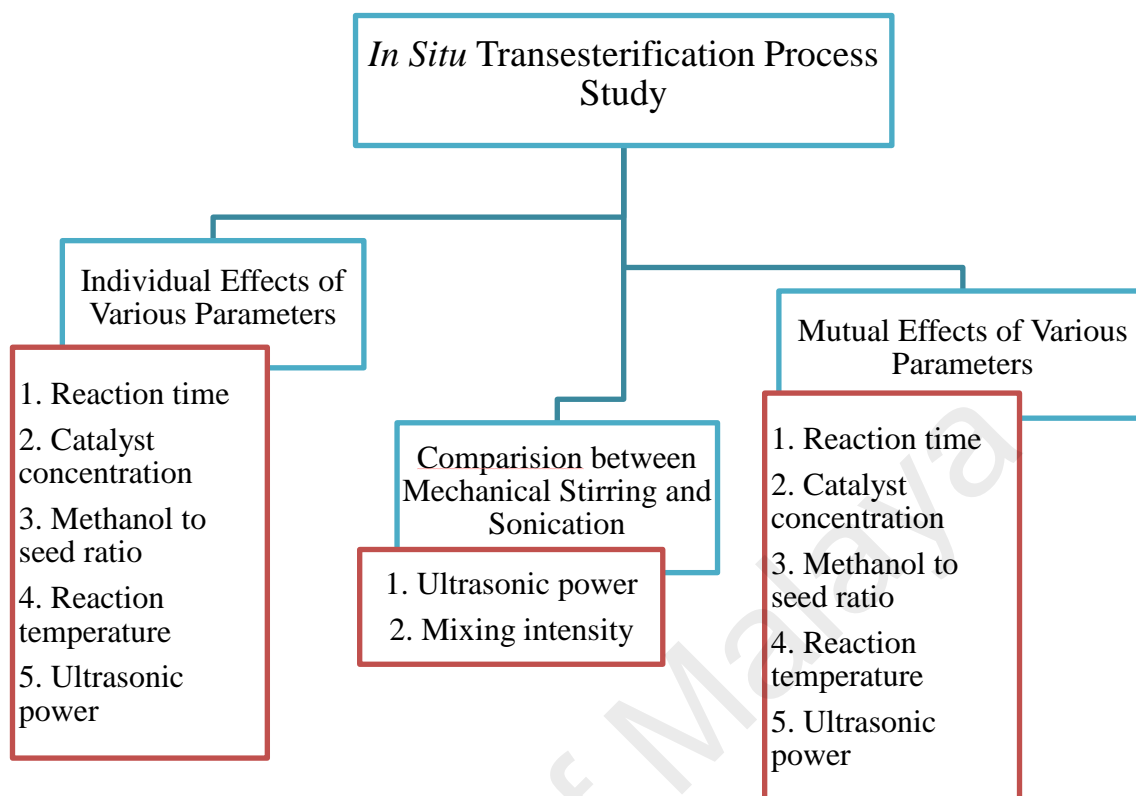 In Situ Transesterification Process
Study
Individual Effects of
Various Parameters
1. Reaction time
2. Catalyst
concentration
3. Methanol to
seed ratio
4. Reaction
temperature
5. Ultrasonic
power
Comparision between
Mechanical Stirring and
Sonication
1. Ultrasonic power
2. Mixing intensity
Mutual Effects of Various
Parameters
1. Reaction time
2. Catalyst
concentration
3. Methanol to
seed ratio
4. Reaction
temperature
5. Ultrasonic
power
of Malaya